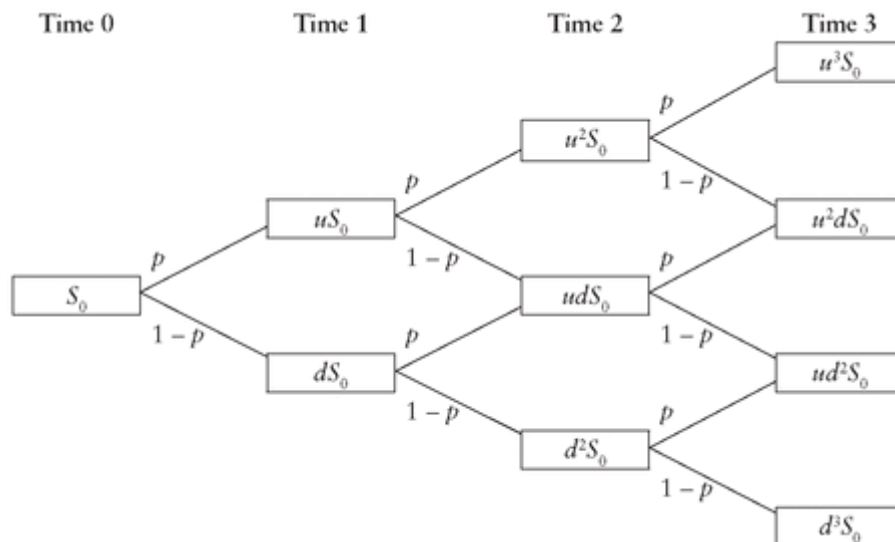 Time 0 Time 1 Time 2 Time 3
u³S₀
p
u²S₀
p 1 – p
uS₀ u²dS₀
p 1 – p p
S₀ udS₀
1 – p p 1 – p
dS₀ ud²S₀
1 – p p
d²S₀
1 – p
d³S₀